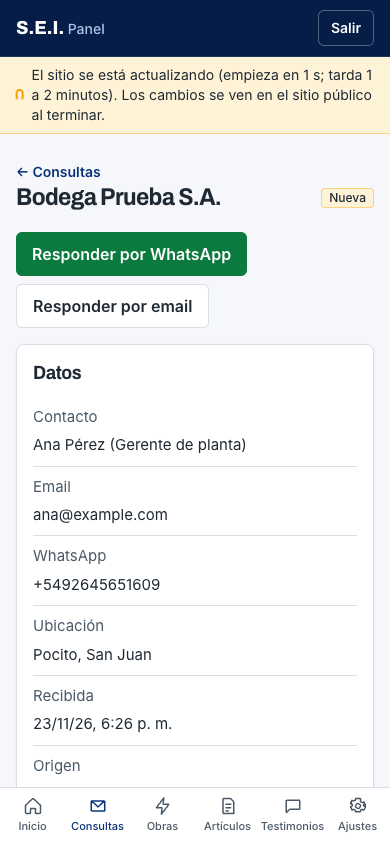 S.E.I. Panel
Salir
El sitio se está actualizando (empieza en 1 s; tarda 1
a 2 minutos). Los cambios se ven en el sitio público
al terminar.
← Consultas
Bodega Prueba S.A.
Nueva
Responder por WhatsApp
Responder por email
Datos
Contacto
Ana Pérez (Gerente de planta)
Email
ana@example.com
WhatsApp
+5492645651609
Ubicación
Pocito, San Juan
Recibida
23/11/26, 6:26 p. m.
Origen
Inicio
Consultas
Obras
Artículos
Testimonios
Ajustes